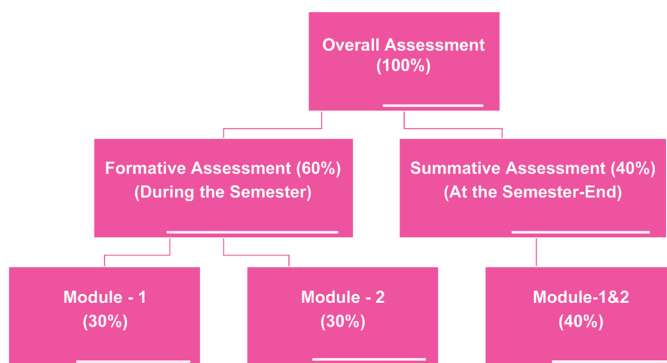 Overall Assessment
(100%)
Formative Assessment (60%)
(During the Semester)
Summative Assessment (40%)
(At the Semester-End)
Module - 1
(30%)
Module - 2
(30%)
Module-1&2
(40%)